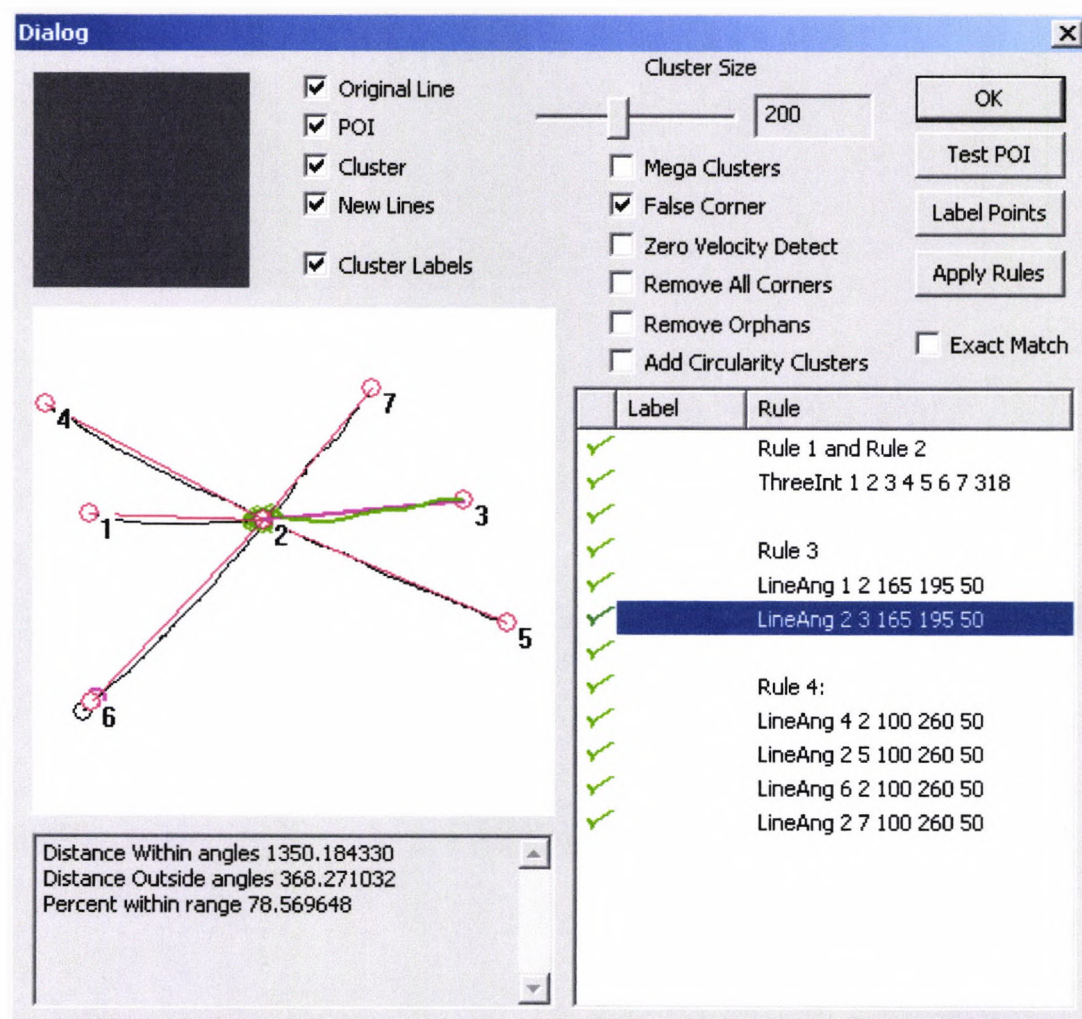 Dialog
Original Line
POI
Cluster
New Lines
Cluster Labels
Cluster Size
200
Mega Clusters
False Corner
Zero Velocity Detect
Remove All Corners
Remove Orphans
Add Circularity Clusters
OK
Test POI
Label Points
Apply Rules
Exact Match
4
7
1
2
3
5
6
Label Rule
Rule 1 and Rule 2
ThreeInt 1 2 3 4 5 6 7 318
Rule 3
LineAng 1 2 165 195 50
LineAng 2 3 165 195 50
Rule 4:
LineAng 4 2 100 260 50
LineAng 2 5 100 260 50
LineAng 6 2 100 260 50
LineAng 2 7 100 260 50
Distance Within angles 1350.184330
Distance Outside angles 368.271032
Percent within range 78.569648